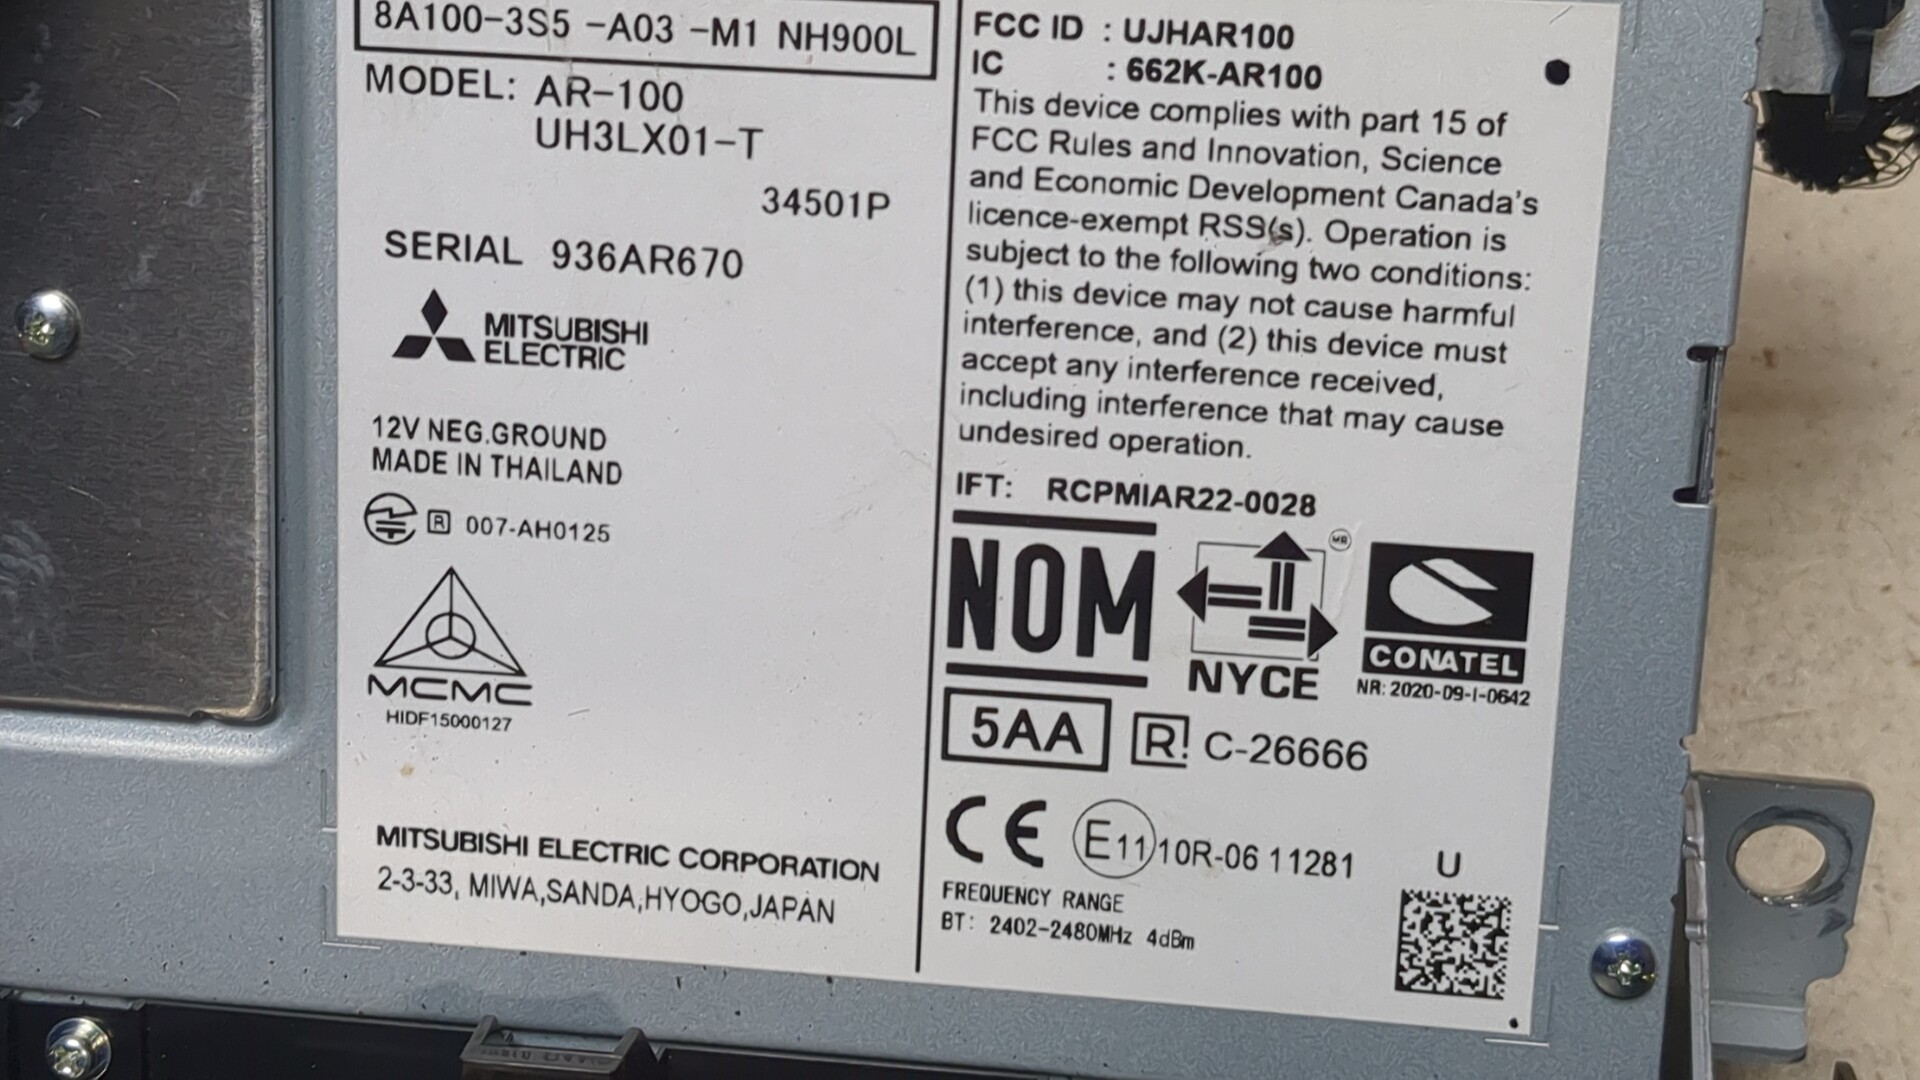 8A100-3S5 -A03 -M1 NH900L
MODEL: AR-100
UH3LX01-T
34501P
SERIAL 936AR670
MITSUBISHI
ELECTRIC
12V NEG.GROUND
MADE IN THAILAND
R 007-AH0125
MCMC
HIDF15000127
MITSUBISHI ELECTRIC CORPORATION
2-3-33, MIWA,SANDA,HYOGO,JAPAN
FCC ID : UJHAR100
IC : 662K-AR100
This device complies with part 15 of
FCC Rules and Innovation, Science
and Economic Development Canada's
licence-exempt RSS(s). Operation is
subject to the following two conditions:
(1) this device may not cause harmful
interference, and (2) this device must
accept any interference received,
including interference that may cause
undesired operation.
IFT: RCPMIAR22-0028
NOM
MR
NYCE
CONATEL
NR: 2020-09-I-0642
5AA R! C-26666
CE E11 10R-06 11281
U
FREQUENCY RANGE
BT: 2402-2480MHz 4dBm